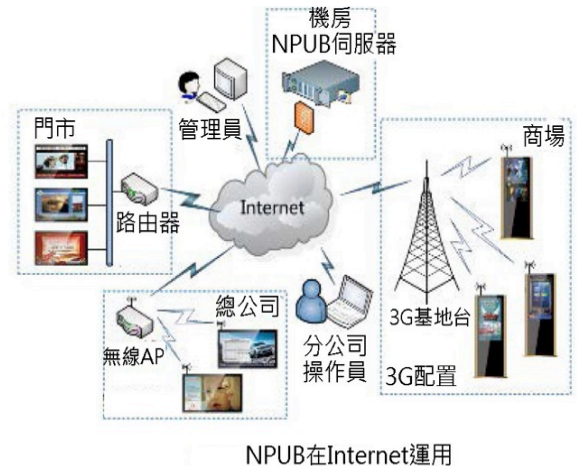 機房
NPUB伺服器
管理員
門市
路由器
Internet
商場
3G基地台
3G配置
總公司
無線AP
分公司
操作員
NPUB在Internet運用